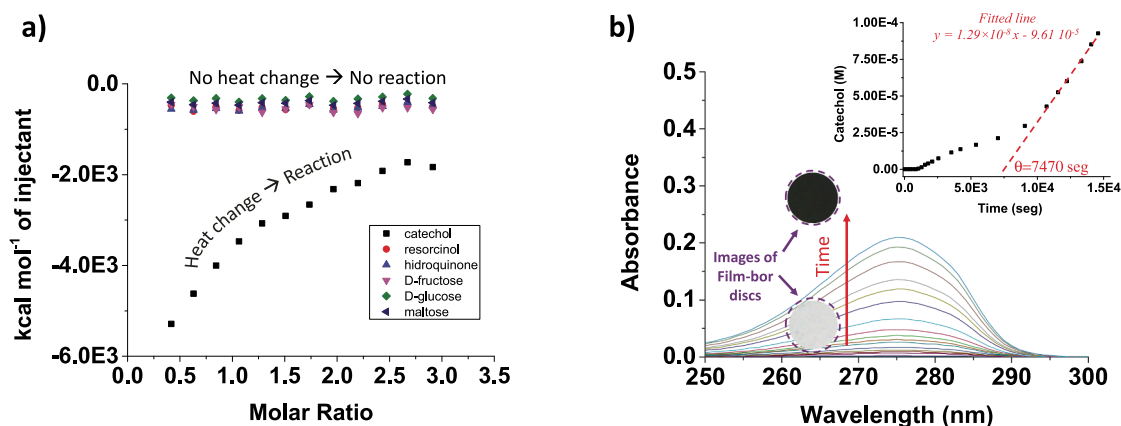 a)
No heat change → No reaction
Heat change → Reaction
kcal mol⁻¹ of injectant
0.0
-2.0E3
-4.0E3
-6.0E3
0.0 0.5 1.0 1.5 2.0 2.5 3.0 3.5
Molar Ratio
catechol
resorcinol
hidroquinone
D-fructose
D-glucose
maltose
b)
Absorbance
0.5
0.4
0.3
0.2
0.1
0.0
250 260 270 280 290 300
Wavelength (nm)
Images of
Film-bor
discs
Time
Fitted line
y = 1.29×10⁻⁸ x - 9.61 10⁻⁵
Catechol (M)
1.00E-4
7.50E-5
5.00E-5
2.50E-5
0.00
0.0 5.0E3 1.0E4 1.5E4
Time (seg)
θ=7470 seg